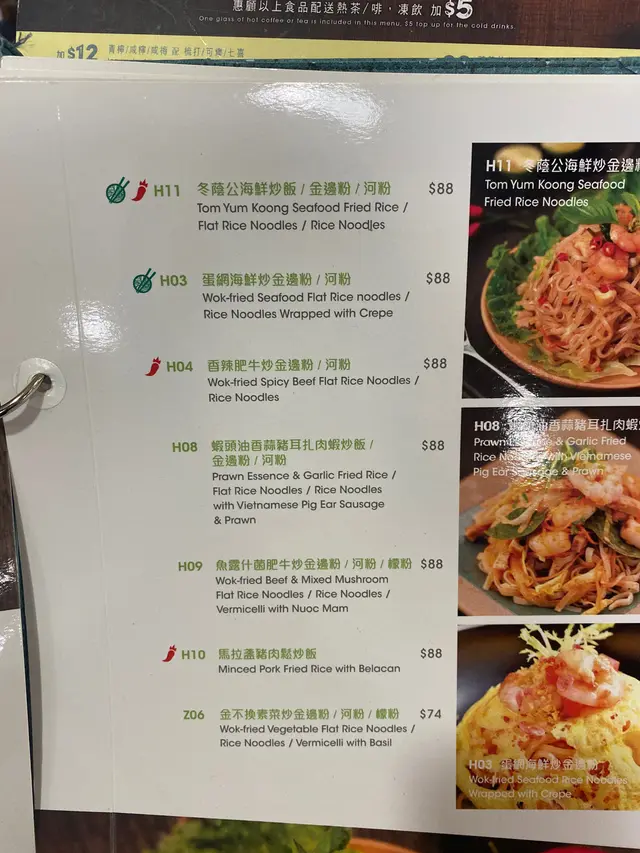 惠顧以上食品配送熱茶/啡,凍飲 加$5
One glass of hot coffee or tea is included in this menu, $5 top up for the cold drinks.
加 $12
H11 冬蔭公海鮮炒飯 / 金邊粉 / 河粉 $88
Tom Yum Koong Seafood Fried Rice /
Flat Rice Noodles / Rice Noodles
H03 蛋網海鮮炒金邊粉 / 河粉 $88
Wok-fried Seafood Flat Rice noodles /
Rice Noodles Wrapped with Crepe
H04 香辣肥牛炒金邊粉 / 河粉 $88
Wok-fried Spicy Beef Flat Rice Noodles /
Rice Noodles
H08 蝦頭油香蒜豬耳扎肉蝦炒飯 / $88
金邊粉 / 河粉
Prawn Essence & Garlic Fried Rice /
Flat Rice Noodles / Rice Noodles
with Vietnamese Pig Ear Sausage
& Prawn
H09 魚露什菌肥牛炒金邊粉 / 河粉 / 檬粉 $88
Wok-fried Beef & Mixed Mushroom
Flat Rice Noodles / Rice Noodles /
Vermicelli with Nuoc Mam
H10 馬拉盞豬肉鬆炒飯 $88
Minced Pork Fried Rice with Belacan
Z06 金不換素菜炒金邊粉 / 河粉 / 檬粉 $74
Wok-fried Vegetable Flat Rice Noodles /
Rice Noodles / Vermicelli with Basil
H11 冬蔭公海鮮炒金邊粉
Tom Yum Koong Seafood
Fried Rice Noodles
H08 油香蒜豬耳扎肉蝦
Prawn & Garlic Fried
Rice with Vietnamese
Pig Ear Sausage & Prawn
H03 蛋網海鮮炒金邊粉
Wok-fried Seafood Rice Noodles
Wrapped with Crepe